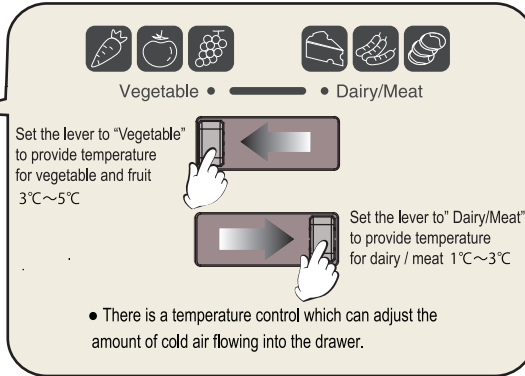 Vegetable • • Dairy/Meat
Set the lever to “Vegetable”
to provide temperature
for vegetable and fruit
3℃～5℃
Set the lever to” Dairy/Meat”
to provide temperature
for dairy / meat 1℃～3℃
● There is a temperature control which can adjust the
amount of cold air flowing into the drawer.